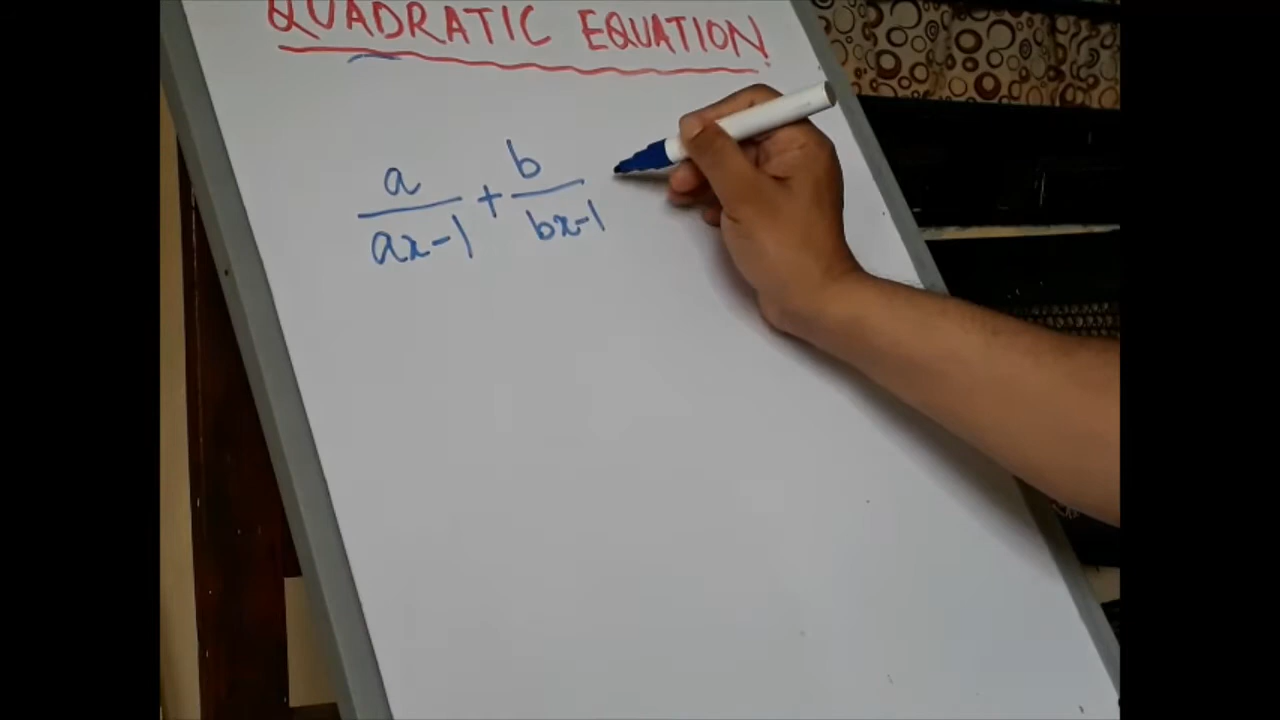 QUADRATIC EQUATION.
a/(ax-1) + b/(bx-1)